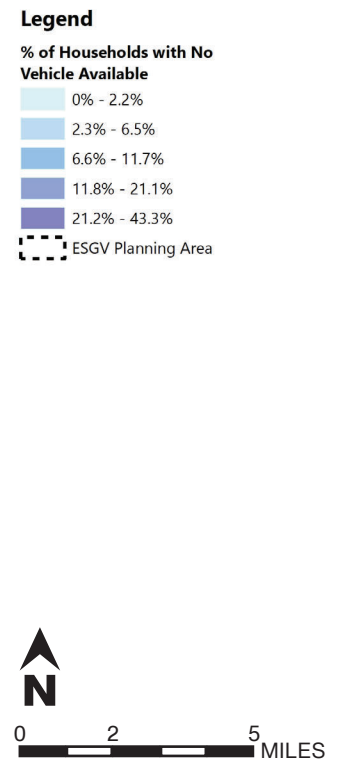 Legend
% of Households with No
Vehicle Available
0% - 2.2%
2.3% - 6.5%
6.6% - 11.7%
11.8% - 21.1%
21.2% - 43.3%
ESGV Planning Area
N
0 2 5
MILES